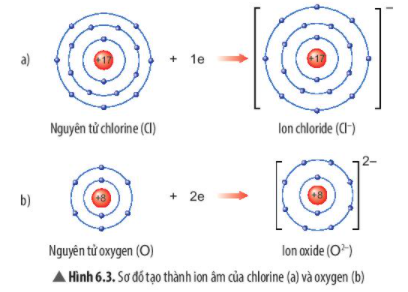 a) +17 + 1e +17 –
Nguyên tử chlorine (Cl) Ion chloride (Cl⁻)
b) +8 + 2e +8 2–
Nguyên tử oxygen (O) Ion oxide (O²⁻)
▲ Hình 6.3. Sơ đồ tạo thành ion âm của chlorine (a) và oxygen (b)